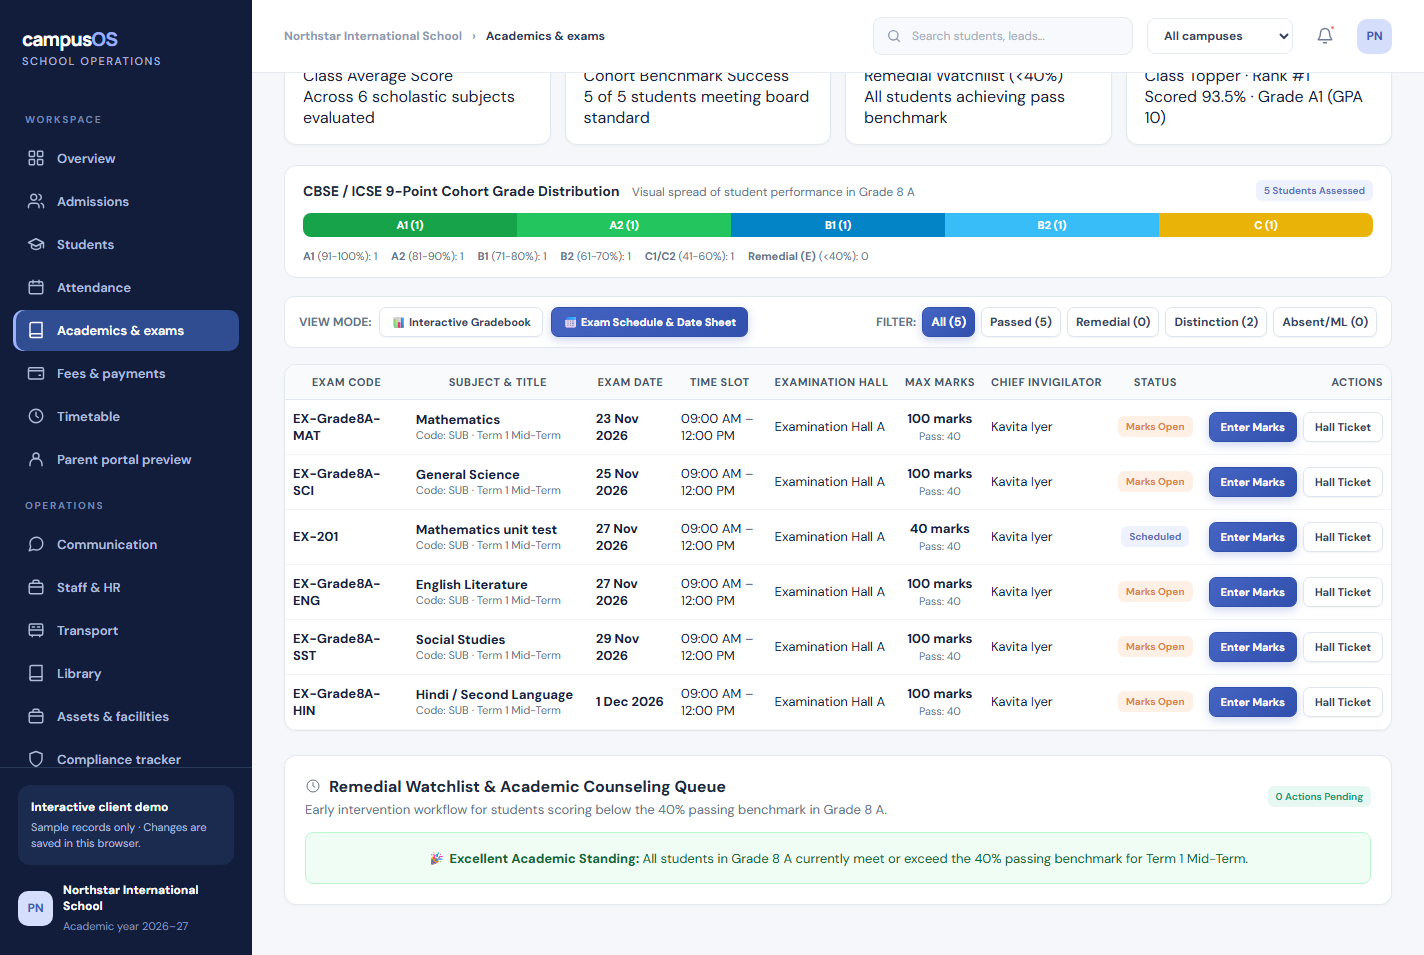 campusOS
SCHOOL OPERATIONS
WORKSPACE
Overview
Admissions
Students
Attendance
Academics & exams
Fees & payments
Timetable
Parent portal preview
OPERATIONS
Communication
Staff & HR
Transport
Library
Assets & facilities
Compliance tracker
Interactive client demo
Sample records only · Changes are
saved in this browser.
PN
Northstar International
School
Academic year 2026–27
Northstar International School › Academics & exams
Search students, leads...
All campuses
PN
Class Average Score
Across 6 scholastic subjects
evaluated
Cohort Benchmark Success
5 of 5 students meeting board
standard
Remedial Watchlist (<40%)
All students achieving pass
benchmark
Class Topper · Rank #1
Scored 93.5% · Grade A1 (GPA
10)
CBSE / ICSE 9-Point Cohort Grade Distribution Visual spread of student performance in Grade 8 A
5 Students Assessed
A1 (1) A2 (1) B1 (1) B2 (1) C (1)
A1 (91-100%): 1 A2 (81-90%): 1 B1 (71-80%): 1 B2 (61-70%): 1 C1/C2 (41-60%): 1 Remedial (E) (<40%): 0
VIEW MODE: Interactive Gradebook Exam Schedule & Date Sheet
FILTER: All (5) Passed (5) Remedial (0) Distinction (2) Absent/ML (0)
EXAM CODE SUBJECT & TITLE EXAM DATE TIME SLOT EXAMINATION HALL MAX MARKS CHIEF INVIGILATOR STATUS ACTIONS
EX-Grade8A-
MAT
Mathematics
Code: SUB · Term 1 Mid-Term
23 Nov
2026
09:00 AM –
12:00 PM
Examination Hall A
100 marks
Pass: 40
Kavita Iyer
Marks Open
Enter Marks
Hall Ticket
EX-Grade8A-
SCI
General Science
Code: SUB · Term 1 Mid-Term
25 Nov
2026
09:00 AM –
12:00 PM
Examination Hall A
100 marks
Pass: 40
Kavita Iyer
Marks Open
Enter Marks
Hall Ticket
EX-201
Mathematics unit test
Code: SUB · Term 1 Mid-Term
27 Nov
2026
09:00 AM –
12:00 PM
Examination Hall A
40 marks
Pass: 40
Kavita Iyer
Scheduled
Enter Marks
Hall Ticket
EX-Grade8A-
ENG
English Literature
Code: SUB · Term 1 Mid-Term
27 Nov
2026
09:00 AM –
12:00 PM
Examination Hall A
100 marks
Pass: 40
Kavita Iyer
Marks Open
Enter Marks
Hall Ticket
EX-Grade8A-
SST
Social Studies
Code: SUB · Term 1 Mid-Term
29 Nov
2026
09:00 AM –
12:00 PM
Examination Hall A
100 marks
Pass: 40
Kavita Iyer
Marks Open
Enter Marks
Hall Ticket
EX-Grade8A-
HIN
Hindi / Second Language
Code: SUB · Term 1 Mid-Term
1 Dec 2026
09:00 AM –
12:00 PM
Examination Hall A
100 marks
Pass: 40
Kavita Iyer
Marks Open
Enter Marks
Hall Ticket
Remedial Watchlist & Academic Counseling Queue
Early intervention workflow for students scoring below the 40% passing benchmark in Grade 8 A.
0 Actions Pending
Excellent Academic Standing: All students in Grade 8 A currently meet or exceed the 40% passing benchmark for Term 1 Mid-Term.